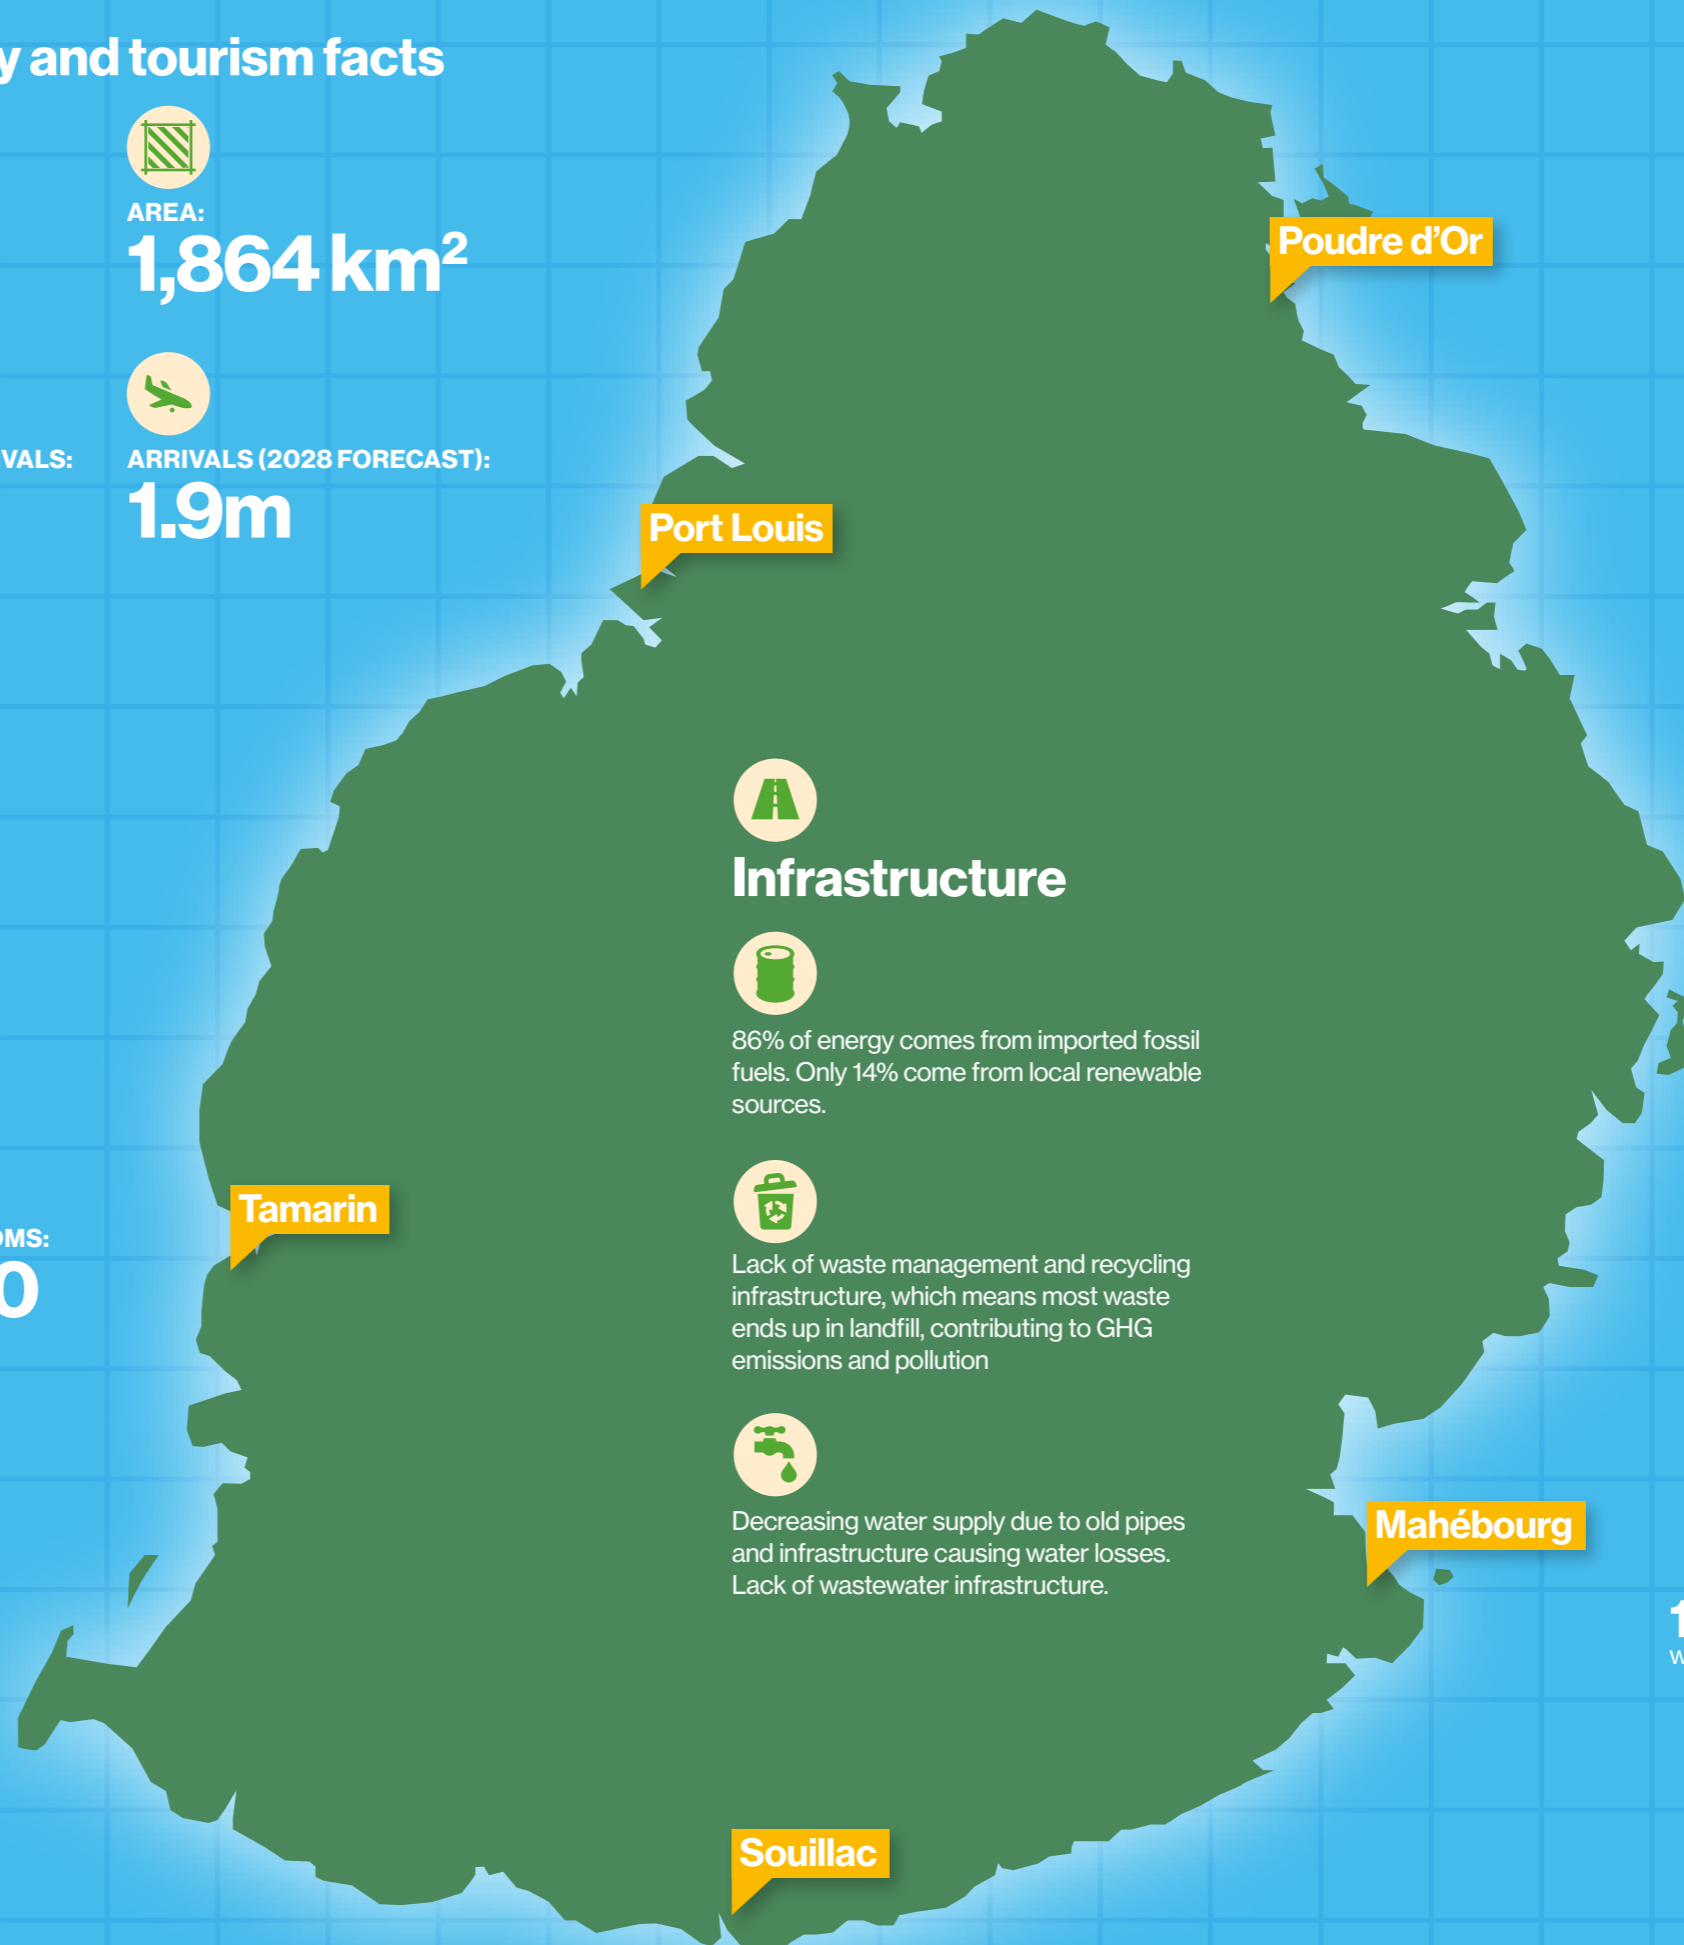 y and tourism facts
AREA:
1,864 km²
VALS:
ARRIVALS (2028 FORECAST):
1.9m
OMS:
0
Poudre d'Or
Port Louis
Infrastructure
86% of energy comes from imported fossil
fuels. Only 14% come from local renewable
sources.
Tamarin
Lack of waste management and recycling
infrastructure, which means most waste
ends up in landfill, contributing to GHG
emissions and pollution
Decreasing water supply due to old pipes
and infrastructure causing water losses.
Lack of wastewater infrastructure.
Mahébourg
Souillac